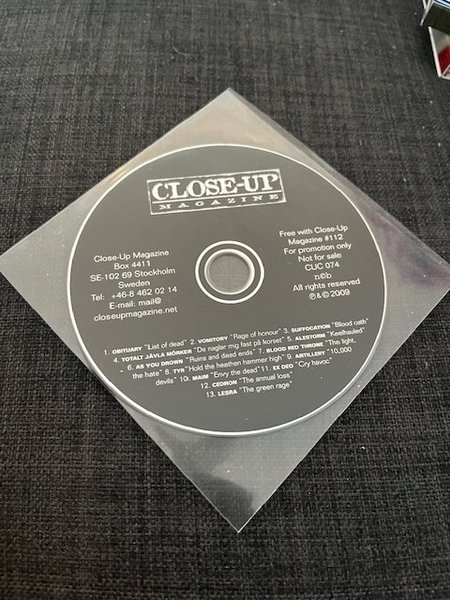 CLOSE-UP
MAGAZINE
Close-Up Magazine
Box 4411
SE-102 69 Stockholm
Sweden
Tel: +46-8 462 02 14
E-mail: mail@
closeupmagazine.net
Free with Close-Up
Magazine #112
For promotion only
Not for sale
CUC 074
n©b
All rights reserved
℗&© 2009
1. OBITUARY "List of dead" 2. VOMITORY "Rage of honour" 3. SUFFOCATION "Blood oath"
4. TOTALT JÄVLA MÖRKER "De naglar mig fast på korset" 5. ALESTORM "Keelhauled"
6. AS YOU DROWN "Ruins and dead ends" 7. BLOOD RED THRONE "The light,
the hate" 8. TYR "Hold the heathen hammer high" 9. ARTILLERY "10,000
devils" 10. MAIM "Envy the dead" 11. EX DEO "Cry havoc"
12. CEDRON "The annual loss"
13. LESRA "The green rage"